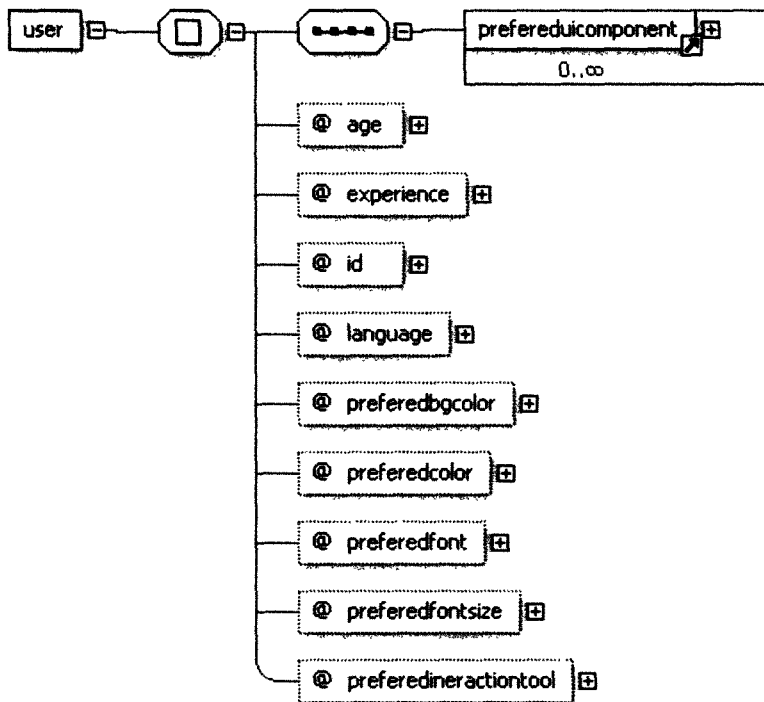 user
prefereduicomponent
0..∞
@ age
@ experience
@ id
@ language
@ preferedbgcolor
@ preferedcolor
@ preferedfont
@ preferedfontsize
@ preferedineractiontool